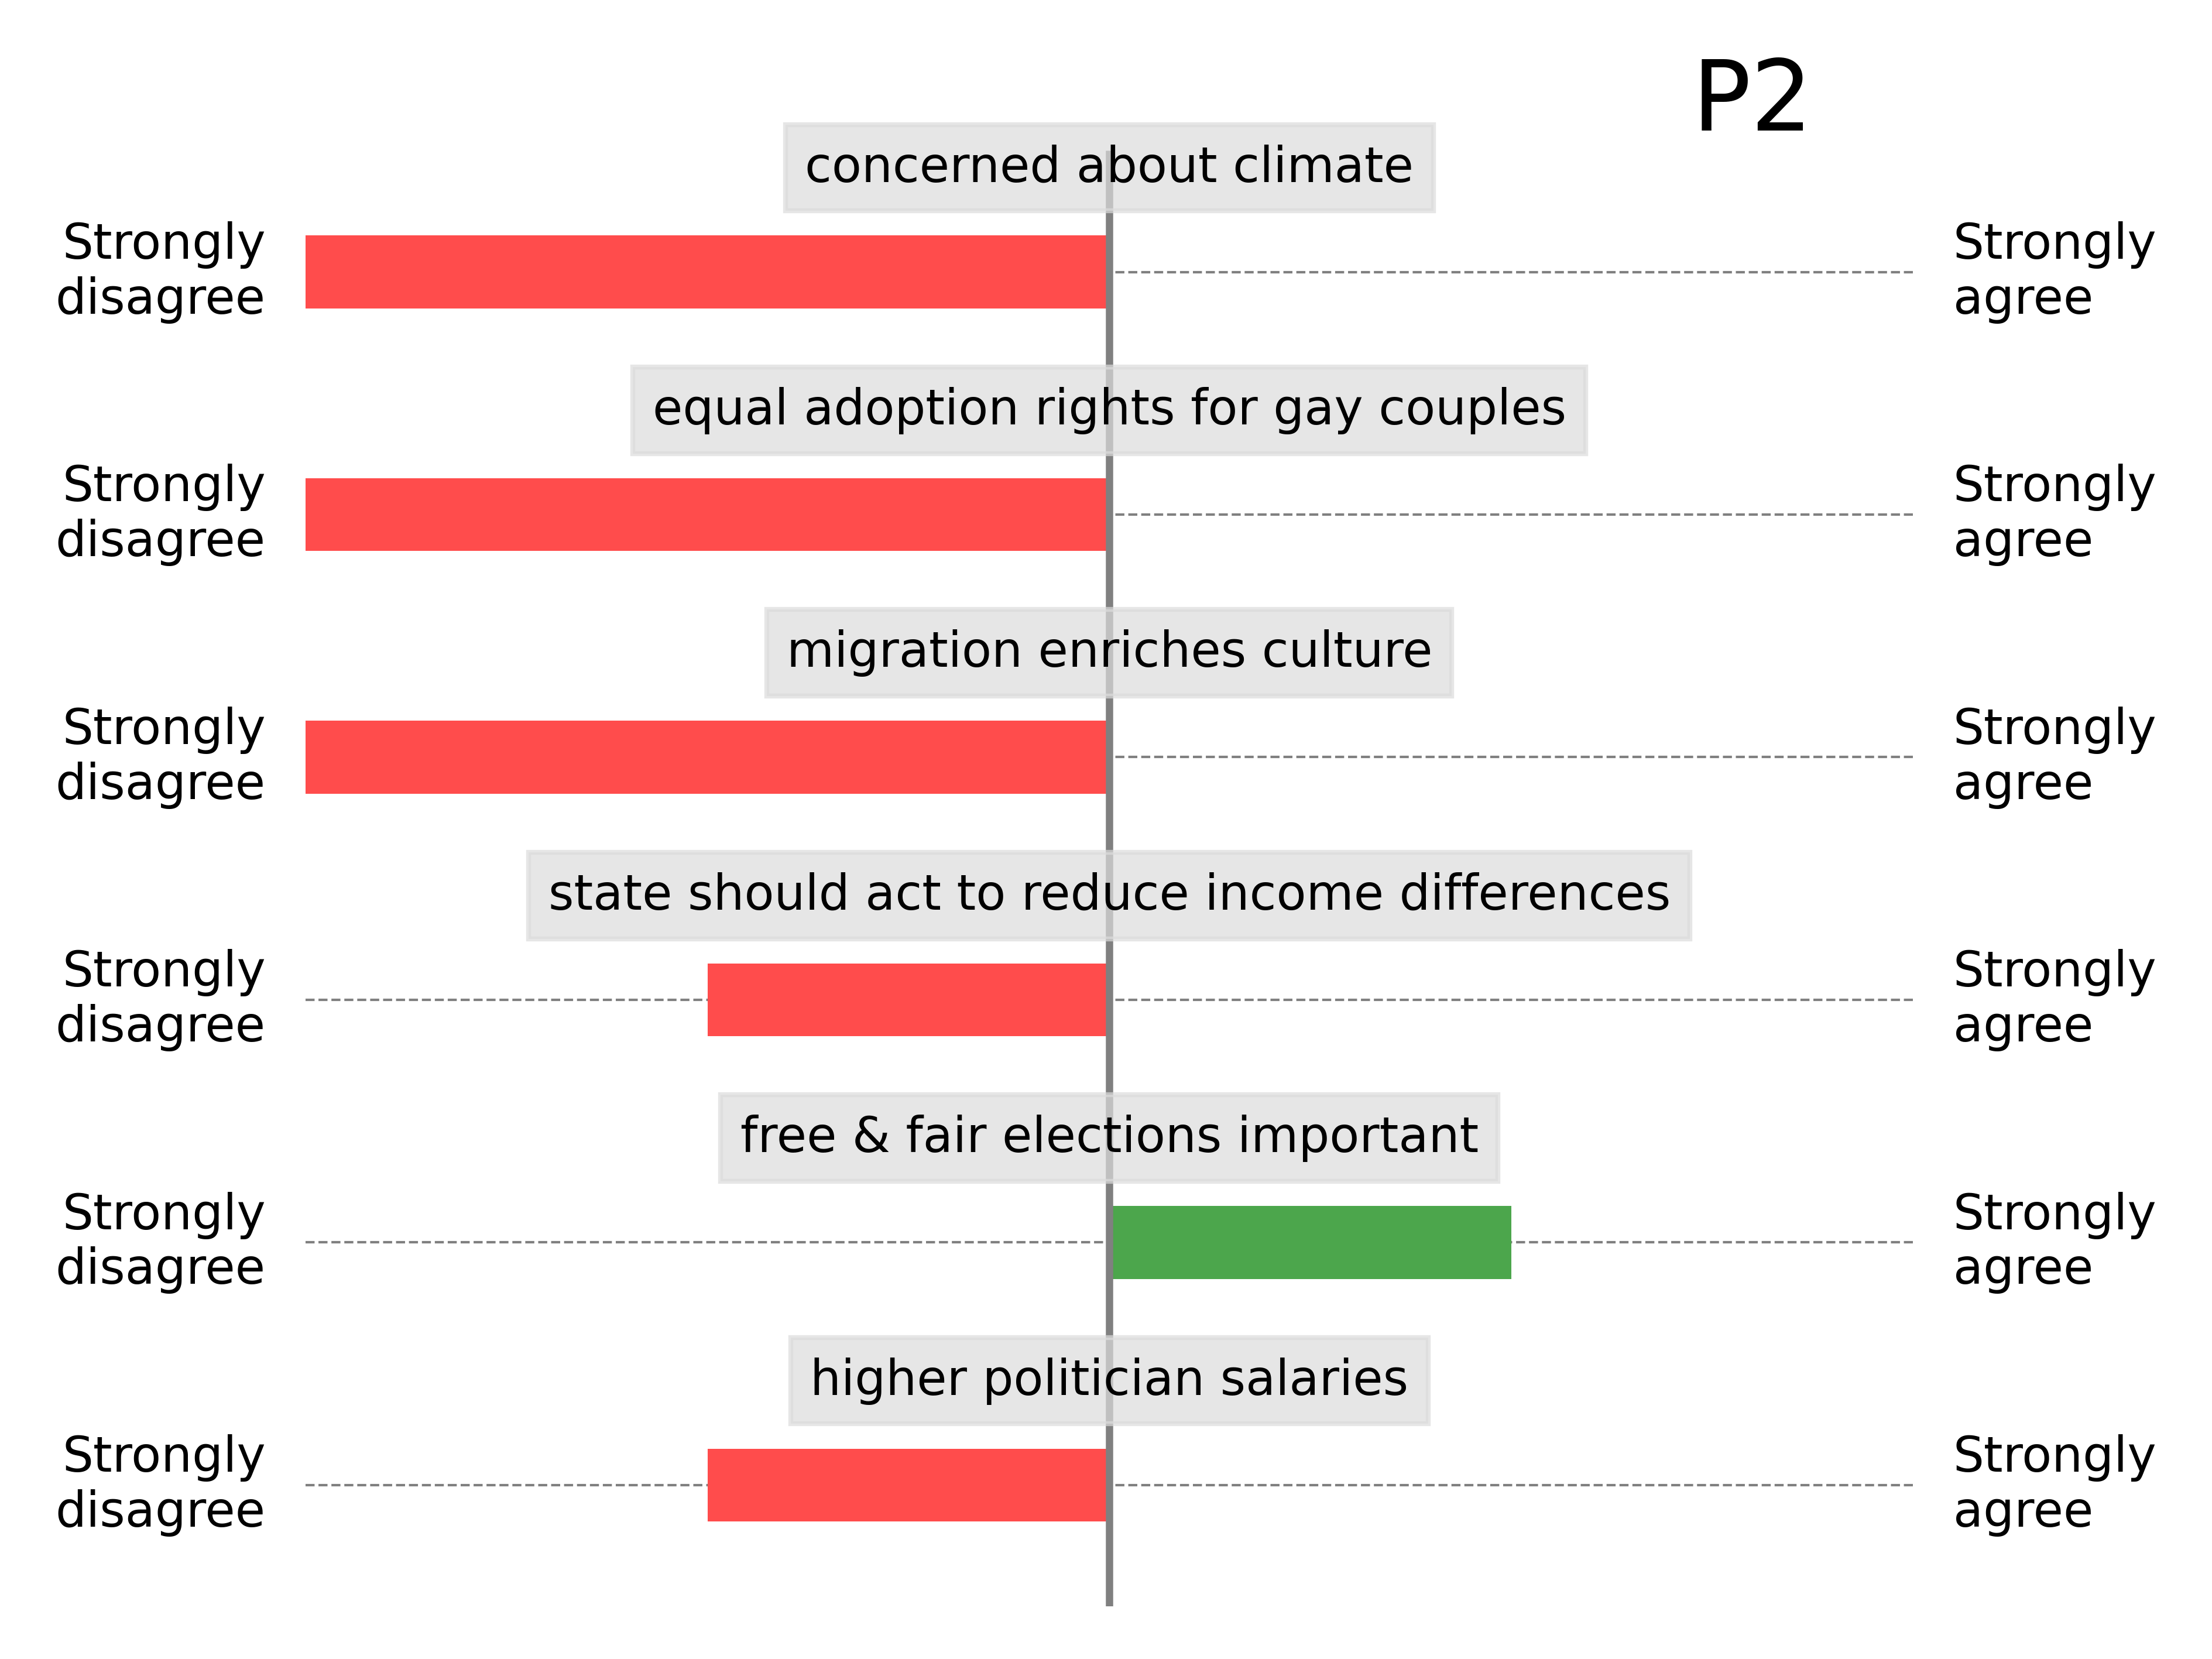 P2
concerned about climate
Strongly
disagree
Strongly
agree
equal adoption rights for gay couples
Strongly
disagree
Strongly
agree
migration enriches culture
Strongly
disagree
Strongly
agree
state should act to reduce income differences
Strongly
disagree
Strongly
agree
free & fair elections important
Strongly
disagree
Strongly
agree
higher politician salaries
Strongly
disagree
Strongly
agree